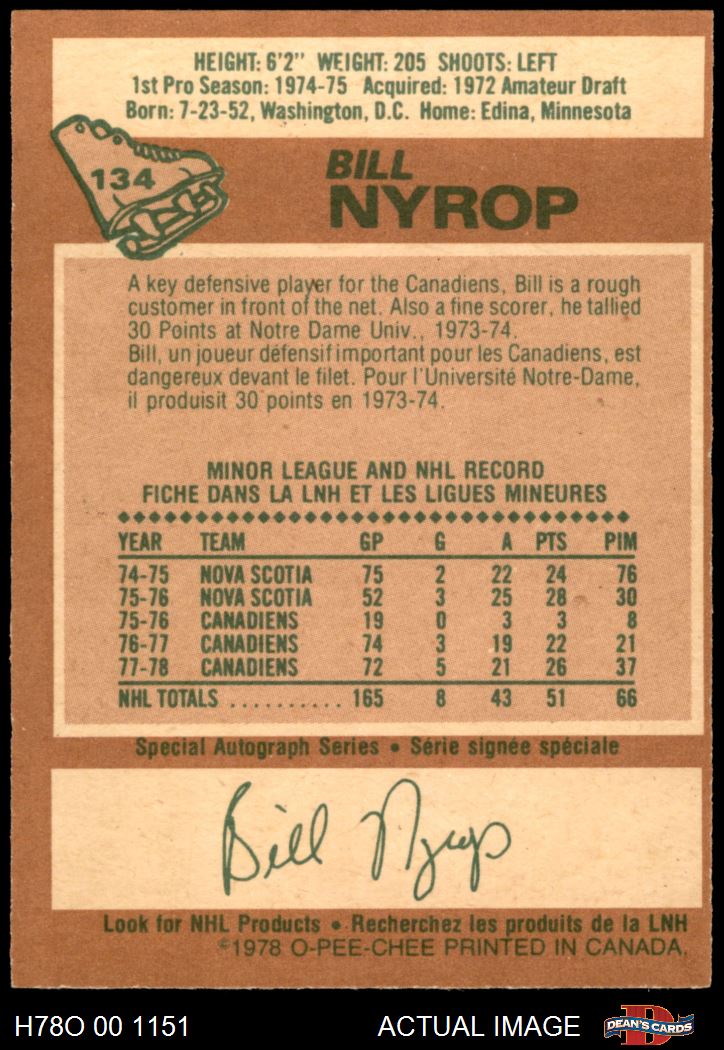 HEIGHT: 6'2" WEIGHT: 205 SHOOTS: LEFT
1st Pro Season: 1974-75 Acquired: 1972 Amateur Draft
Born: 7-23-52, Washington, D.C. Home: Edina, Minnesota
134
BILL
NYROP
A key defensive player for the Canadiens, Bill is a rough
customer in front of the net. Also a fine scorer, he tallied
30 Points at Notre Dame Univ., 1973-74.
Bill, un joueur défensif important pour les Canadiens, est
dangereux devant le filet. Pour l'Université Notre-Dame,
il produisit 30 points en 1973-74.
MINOR LEAGUE AND NHL RECORD
FICHE DANS LA LNH ET LES LIGUES MINEURES
YEAR TEAM GP G A PTS PIM
74-75 NOVA SCOTIA 75 2 22 24 76
75-76 NOVA SCOTIA 52 3 25 28 30
75-76 CANADIENS 19 0 3 3 8
76-77 CANADIENS 74 3 19 22 21
77-78 CANADIENS 72 5 21 26 37
NHL TOTALS .......... 165 8 43 51 66
Special Autograph Series • Série signée spéciale
Bill Nyrop
Look for NHL Products • Recherchez les produits de la LNH
©1978 O-PEE-CHEE PRINTED IN CANADA.
H78O 00 1151 ACTUAL IMAGE D DEAN'S CARDS